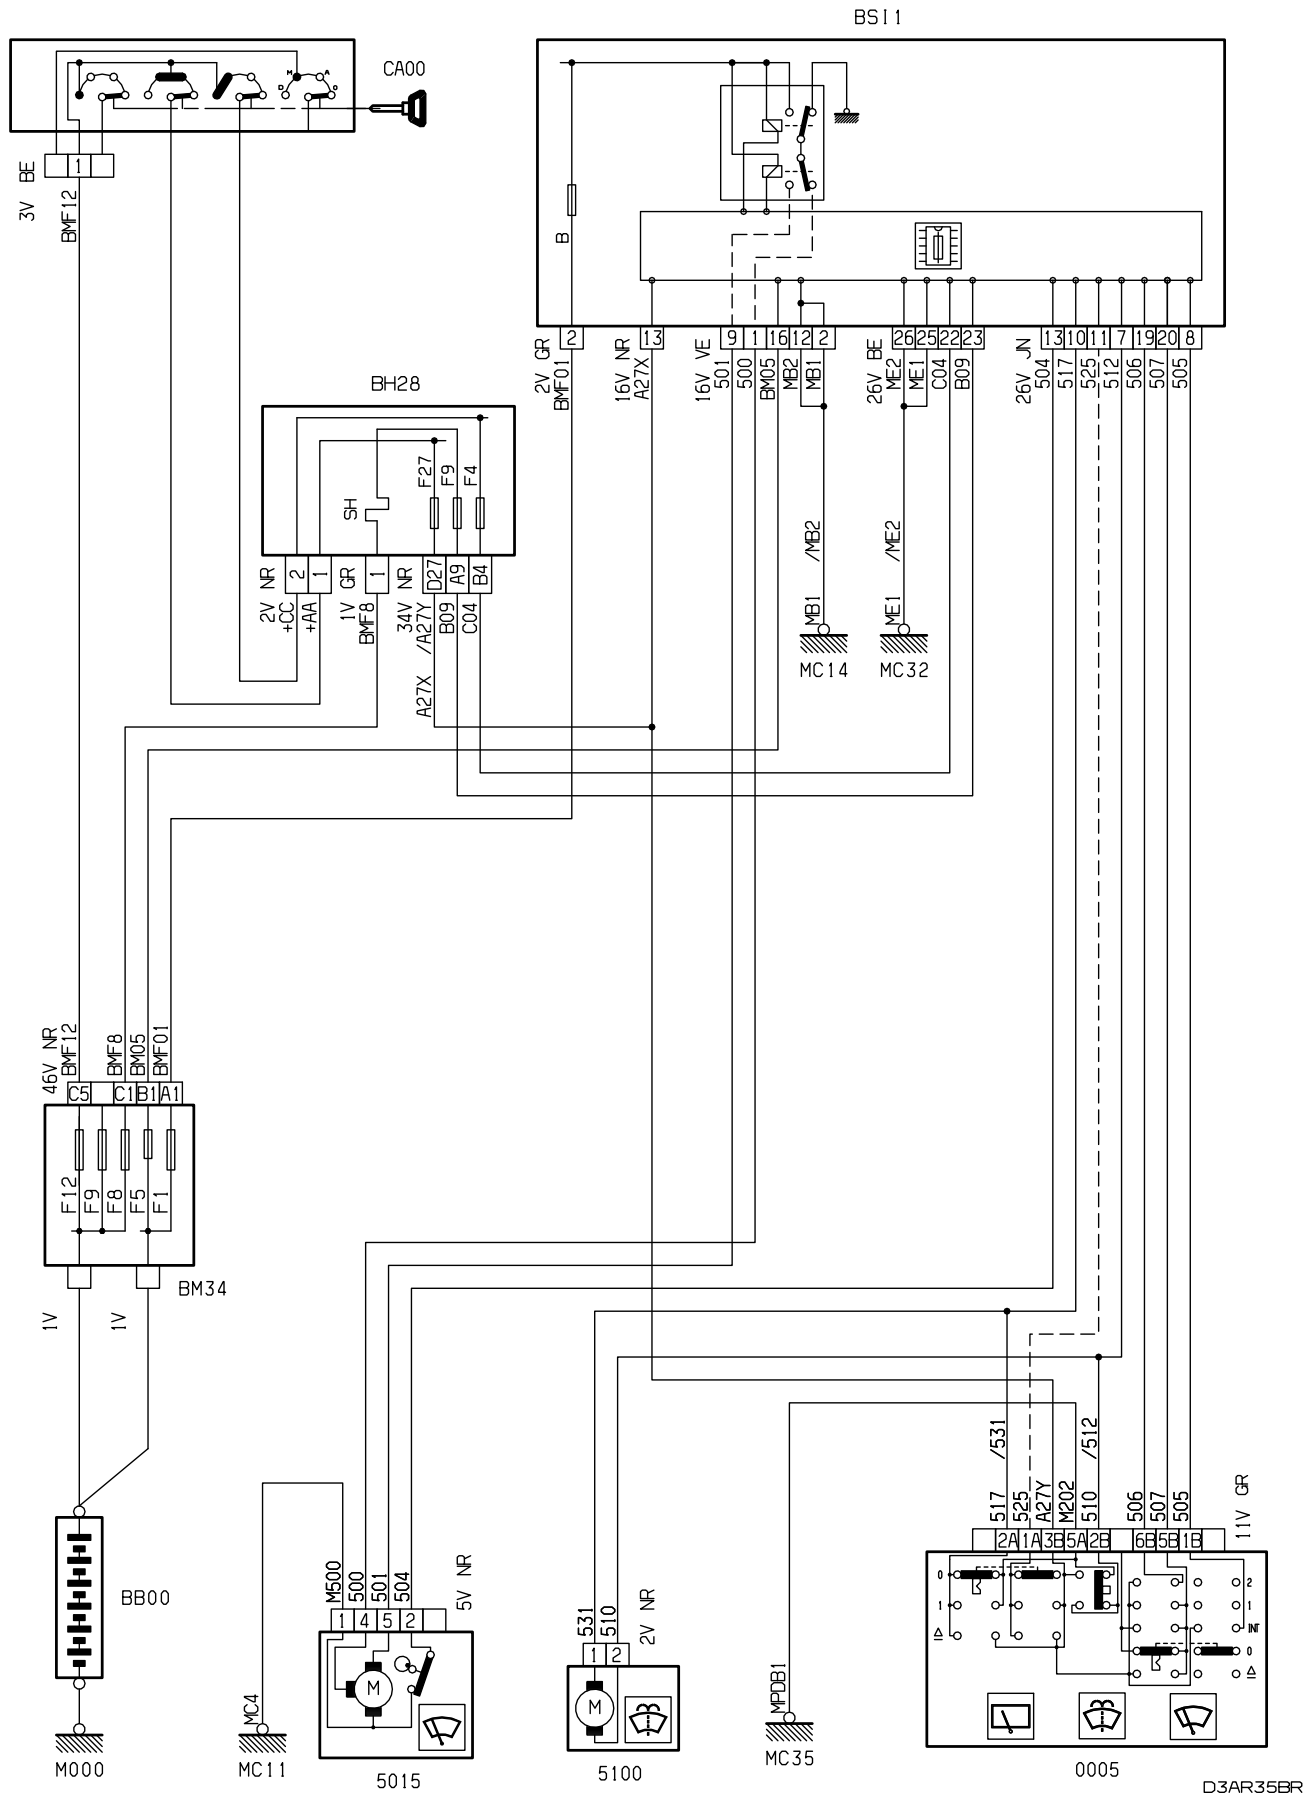 BSI1
CA00
M
A
D
O
3V BE
1
BMF12
B
2V GR
2
BMF01
16V NR
13
A27X
16V VE
9 1 16 12 2
501
500
BM05
MB2
MB1
26V BE
26 25 22 23
ME2
ME1
C04
B09
26V JN
13 10 11 7 19 20 8
504
517
525
512
506
507
505
BH28
SH
F27
F9
F4
2V NR
2
1
+CC
+AA
1V GR
1
BMF8
34V NR
D27
A9
B4
A27X /A27Y
B09
C04
MB1 /MB2
MC14
ME1 /ME2
MC32
46V NR
BMF12
BMF8
BM05
BMF01
C5 C1 B1 A1
F12
F9
F8
F5
F1
BM34
1V
1V
BB00
M000
MC4
MC11
M500
500
501
504
5V NR
1 4 5 2
M
5015
531
510
2V NR
1 2
M
5100
MPDB1
MC35
517 /531
525
A27Y
M202
510 /512
506
507
505
11V GR
2A 1A 3B 5A 2B 6B 5B 1B
0
1
2
1
INT
0
0005
D3AR35BR